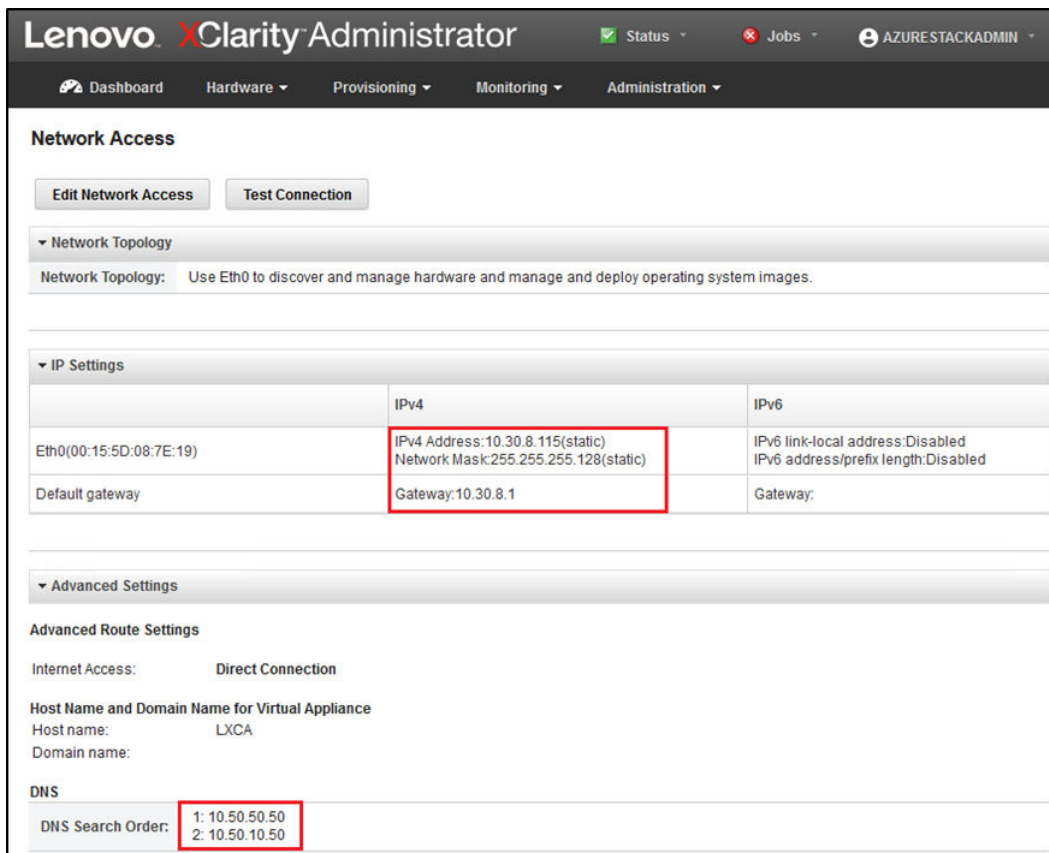 Lenovo XClarity Administrator Status Jobs AZURESTACKADMIN
Dashboard Hardware Provisioning Monitoring Administration
Network Access
Edit Network Access Test Connection
Network Topology
Network Topology: Use Eth0 to discover and manage hardware and manage and deploy operating system images.
IP Settings
IPv4 IPv6
Eth0(00:15:5D:08:7E:19) IPv4 Address:10.30.8.115(static) IPv6 link-local address:Disabled
Network Mask:255.255.255.128(static) IPv6 address/prefix length:Disabled
Default gateway Gateway:10.30.8.1 Gateway:
Advanced Settings
Advanced Route Settings
Internet Access: Direct Connection
Host Name and Domain Name for Virtual Appliance
Host name: LXCA
Domain name:
DNS
DNS Search Order: 1: 10.50.50.50
2: 10.50.10.50